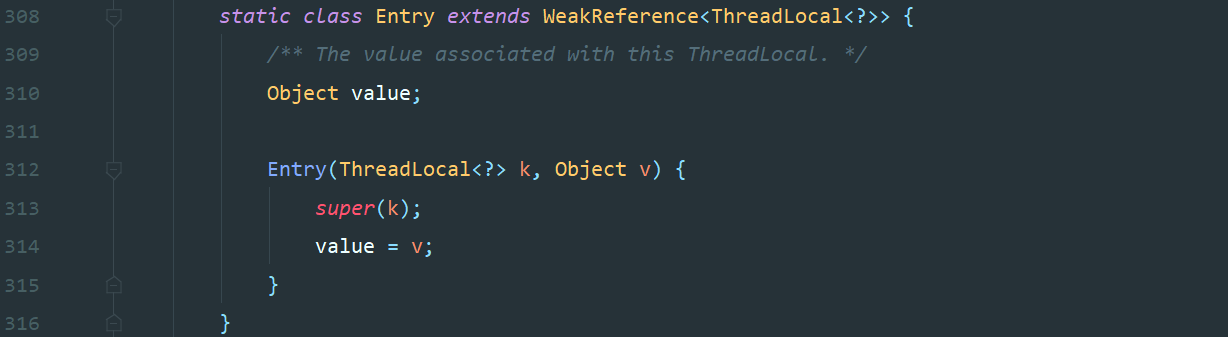 308 static class Entry extends WeakReference<ThreadLocal<?>> {
309 /** The value associated with this ThreadLocal. */
310 Object value;
311
312 Entry(ThreadLocal<?> k, Object v) {
313 super(k);
314 value = v;
315 }
316 }